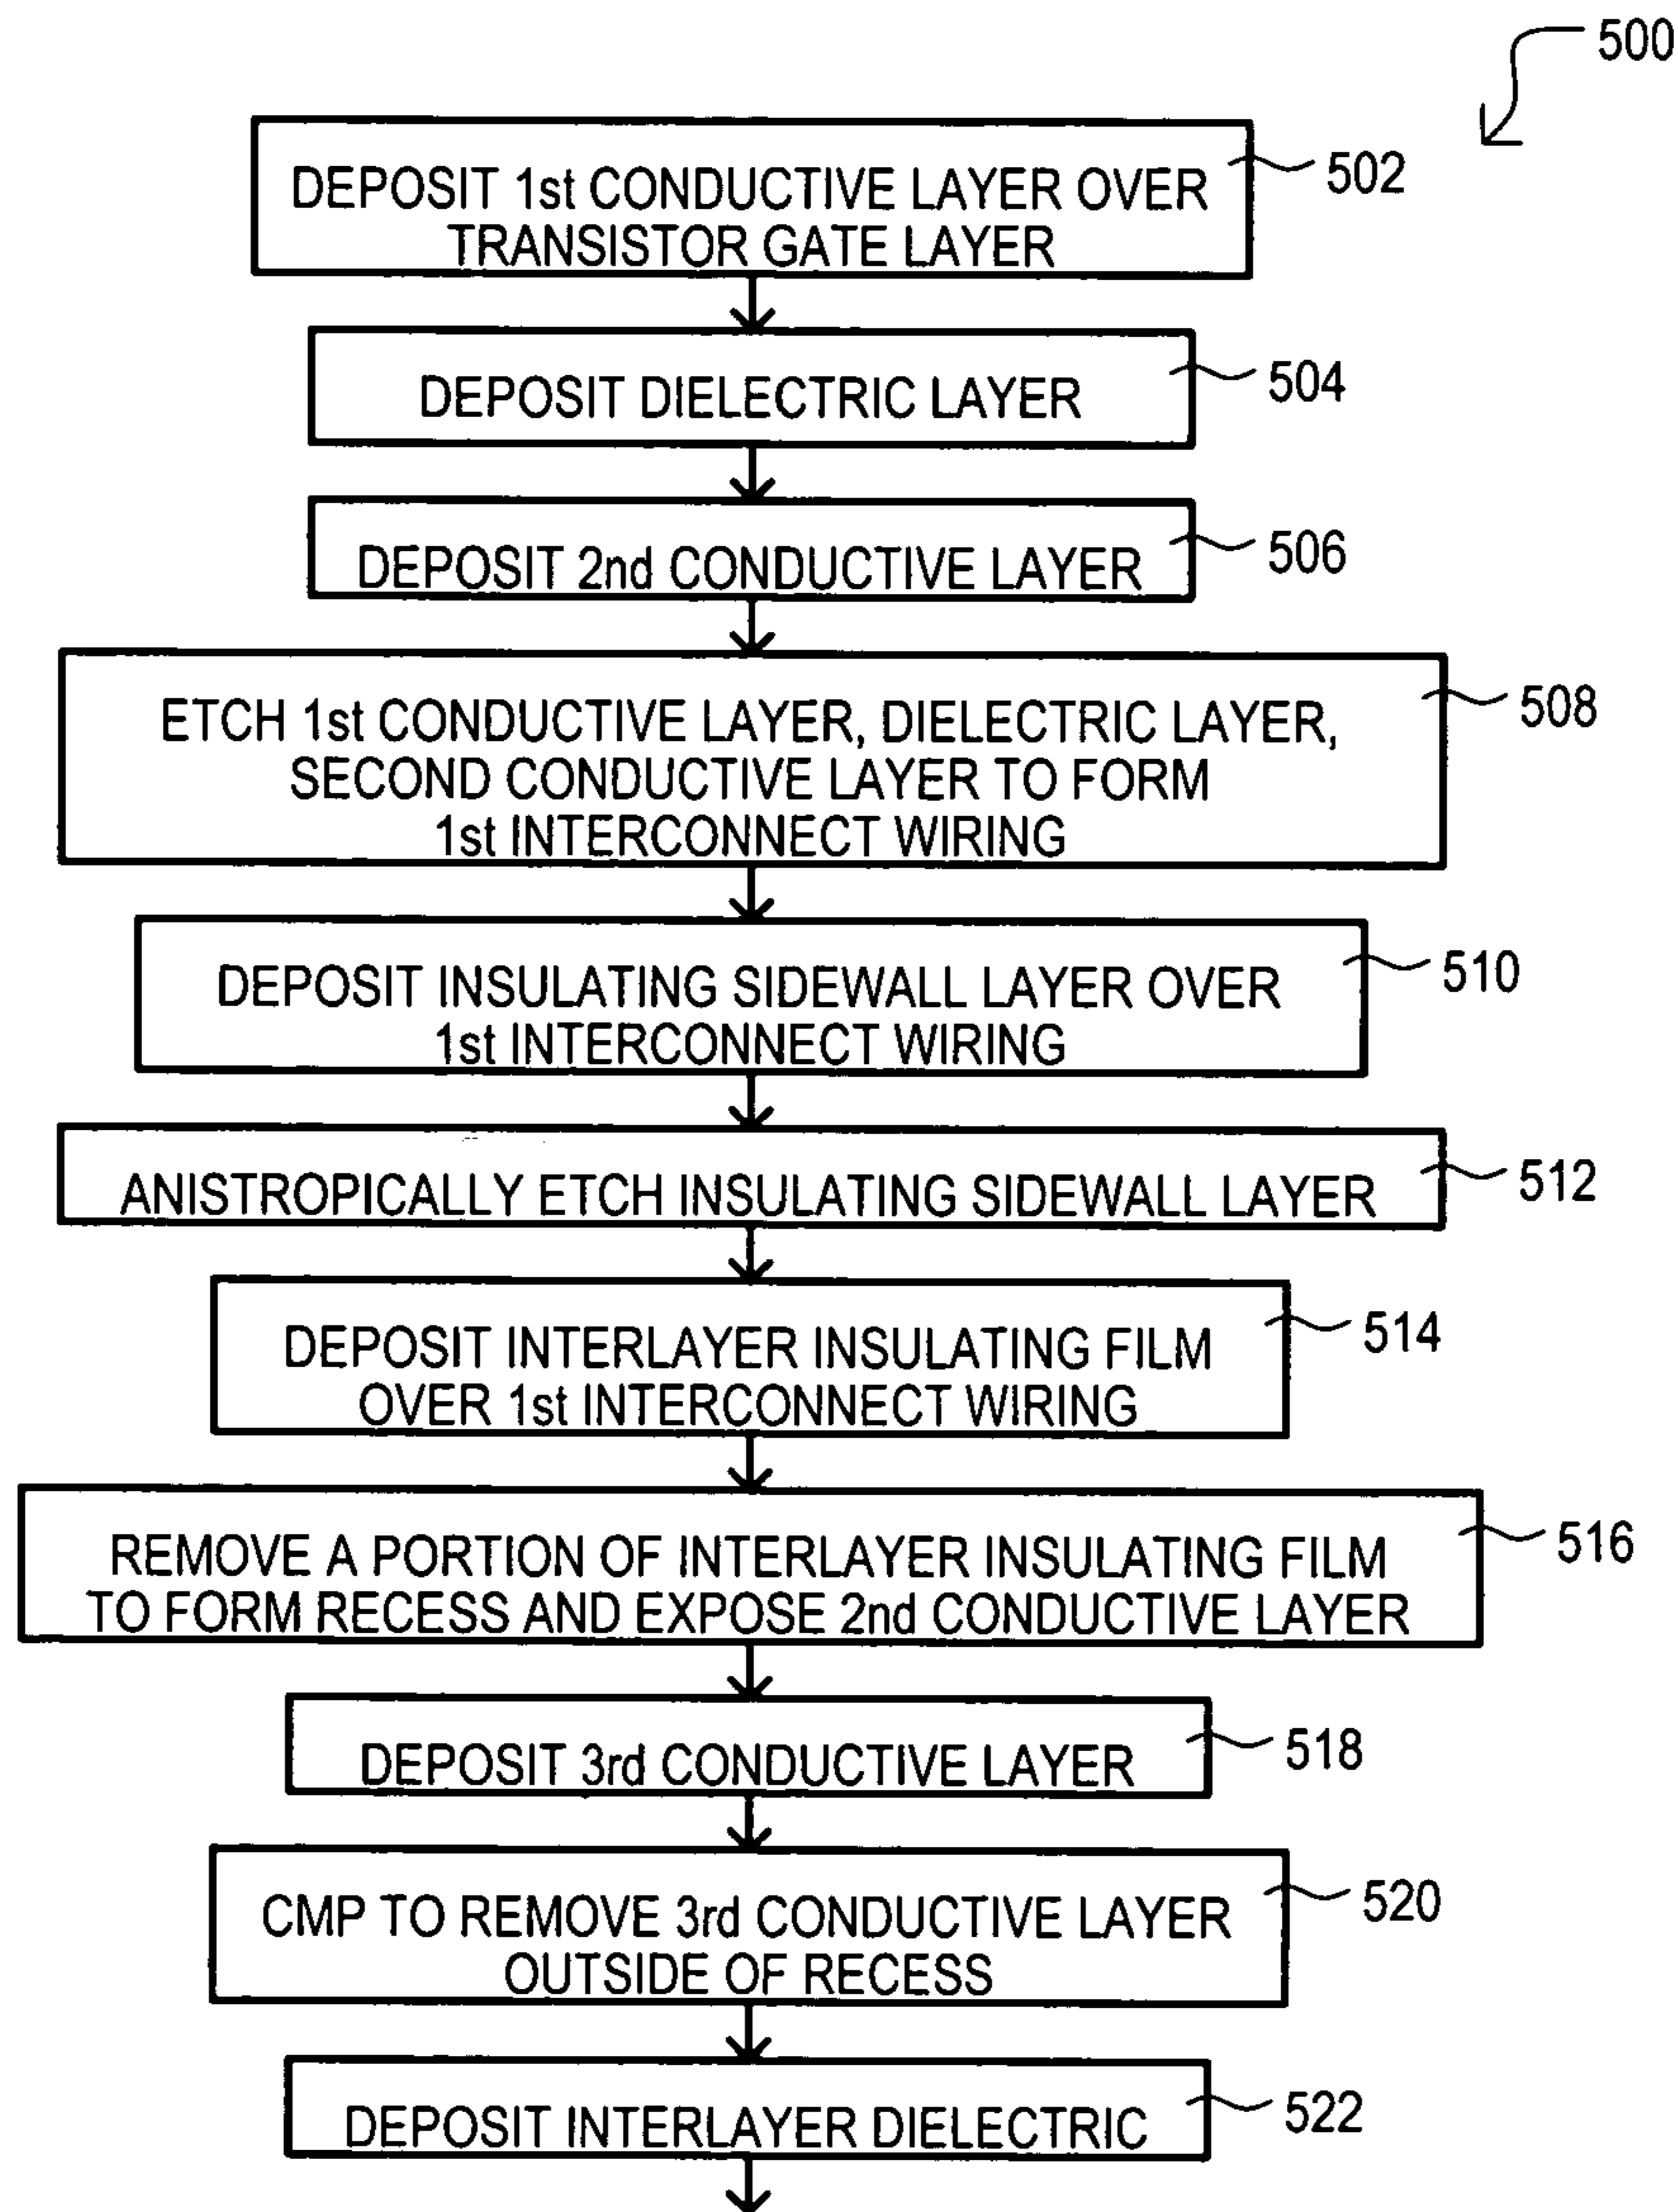 500
DEPOSIT 1st CONDUCTIVE LAYER OVER
TRANSISTOR GATE LAYER
502
DEPOSIT DIELECTRIC LAYER
504
DEPOSIT 2nd CONDUCTIVE LAYER
506
ETCH 1st CONDUCTIVE LAYER, DIELECTRIC LAYER,
SECOND CONDUCTIVE LAYER TO FORM
1st INTERCONNECT WIRING
508
DEPOSIT INSULATING SIDEWALL LAYER OVER
1st INTERCONNECT WIRING
510
ANISTROPICALLY ETCH INSULATING SIDEWALL LAYER
512
DEPOSIT INTERLAYER INSULATING FILM
OVER 1st INTERCONNECT WIRING
514
REMOVE A PORTION OF INTERLAYER INSULATING FILM
TO FORM RECESS AND EXPOSE 2nd CONDUCTIVE LAYER
516
DEPOSIT 3rd CONDUCTIVE LAYER
518
CMP TO REMOVE 3rd CONDUCTIVE LAYER
OUTSIDE OF RECESS
520
DEPOSIT INTERLAYER DIELECTRIC
522